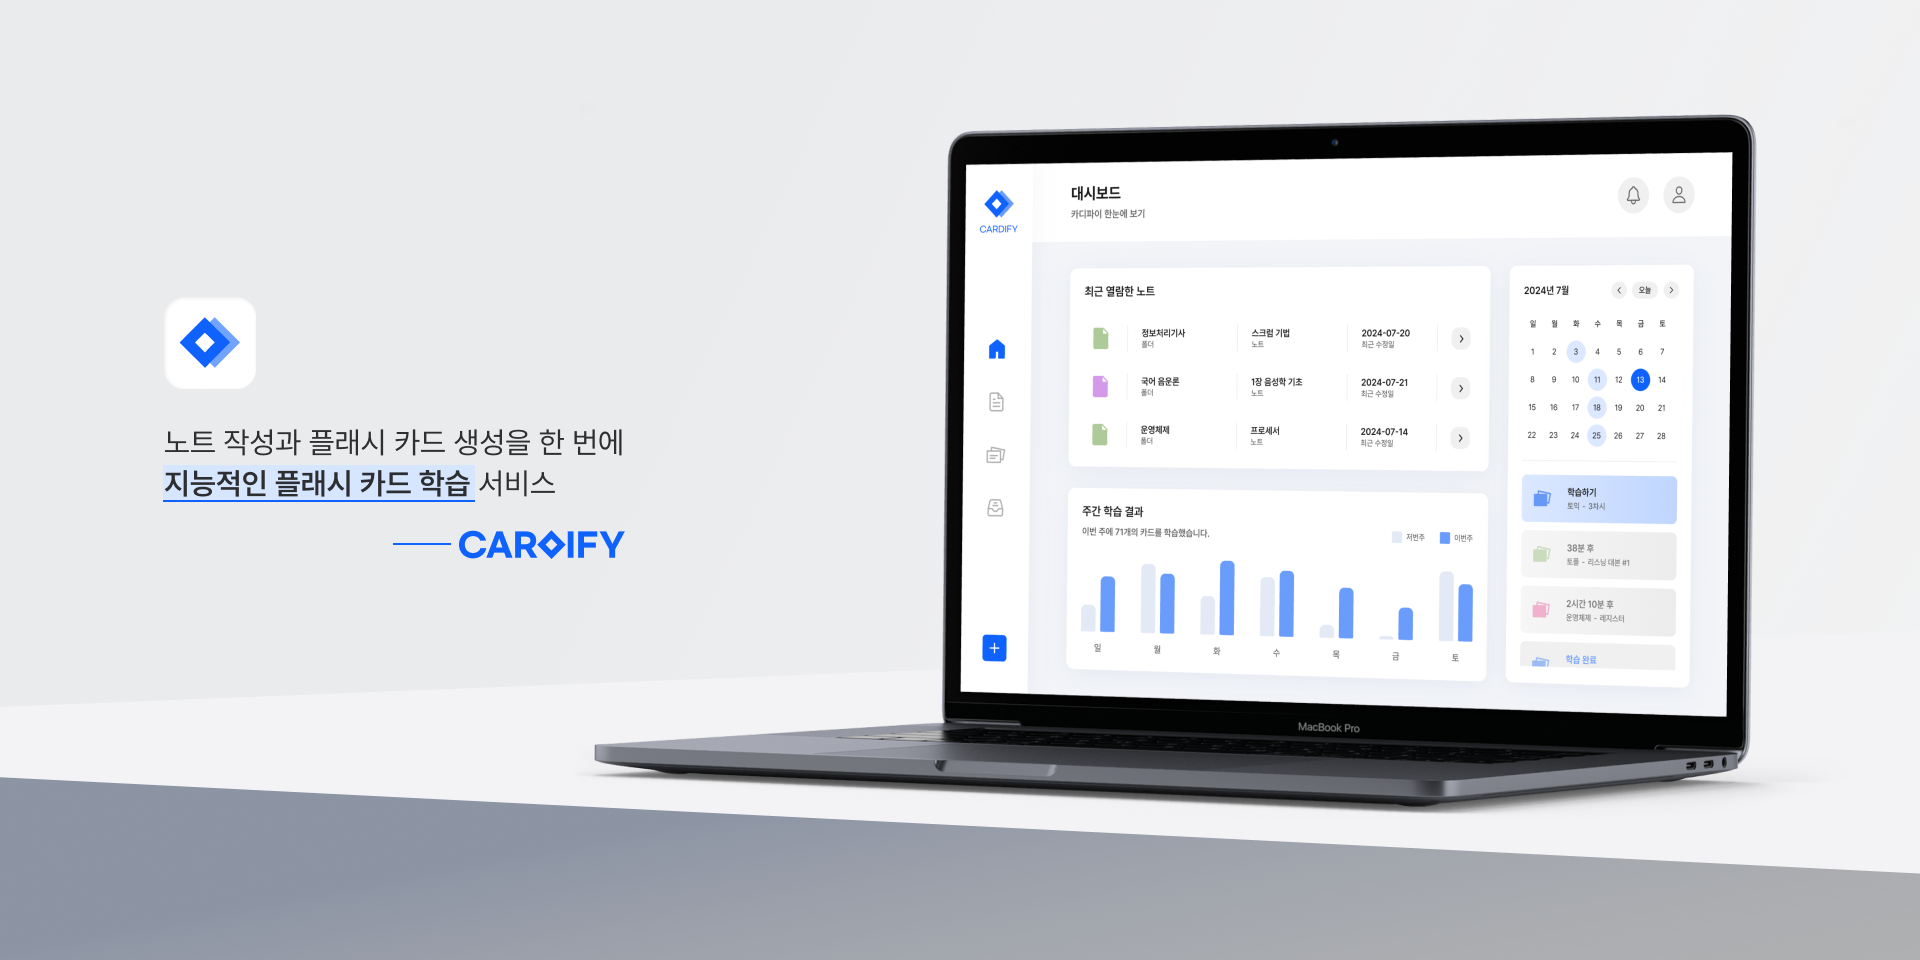 노트 작성과 플래시 카드 생성을 한 번에
지능적인 플래시 카드 학습 서비스
CARDIFY
CARDIFY
대시보드
카디파이 한눈에 보기
최근 열람한 노트
정보처리기사 스크럼 기법 2024-07-20
폴더 노트 최근 수정일
국어 음운론 1장 음성학 기초 2024-07-21
폴더 노트 최근 수정일
운영체제 프로세서 2024-07-14
폴더 노트 최근 수정일
주간 학습 결과
이번 주에 71개의 카드를 학습했습니다.
저번주 이번주
일 월 화 수 목 금 토
2024년 7월 오늘
일 월 화 수 목 금 토
1 2 3 4 5 6 7
8 9 10 11 12 13 14
15 16 17 18 19 20 21
22 23 24 25 26 27 28
학습하기
토익 - 3차시
38분 후
토플 - 리스닝 대본 #1
2시간 10분 후
운영체제 - 레지스터
학습 완료
MacBook Pro